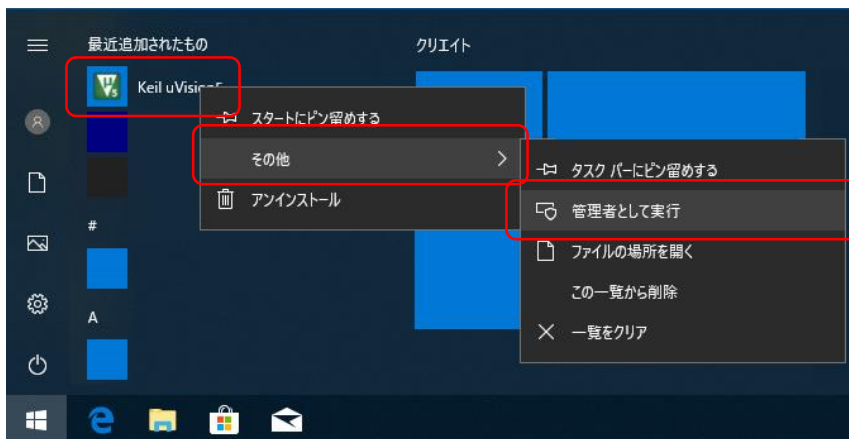 最近追加されたもの
クリエイト
Keil uVision5
スタートにピン留めする
その他
アンインストール
タスク バーにピン留めする
管理者として実行
ファイルの場所を開く
この一覧から削除
一覧をクリア
#
A